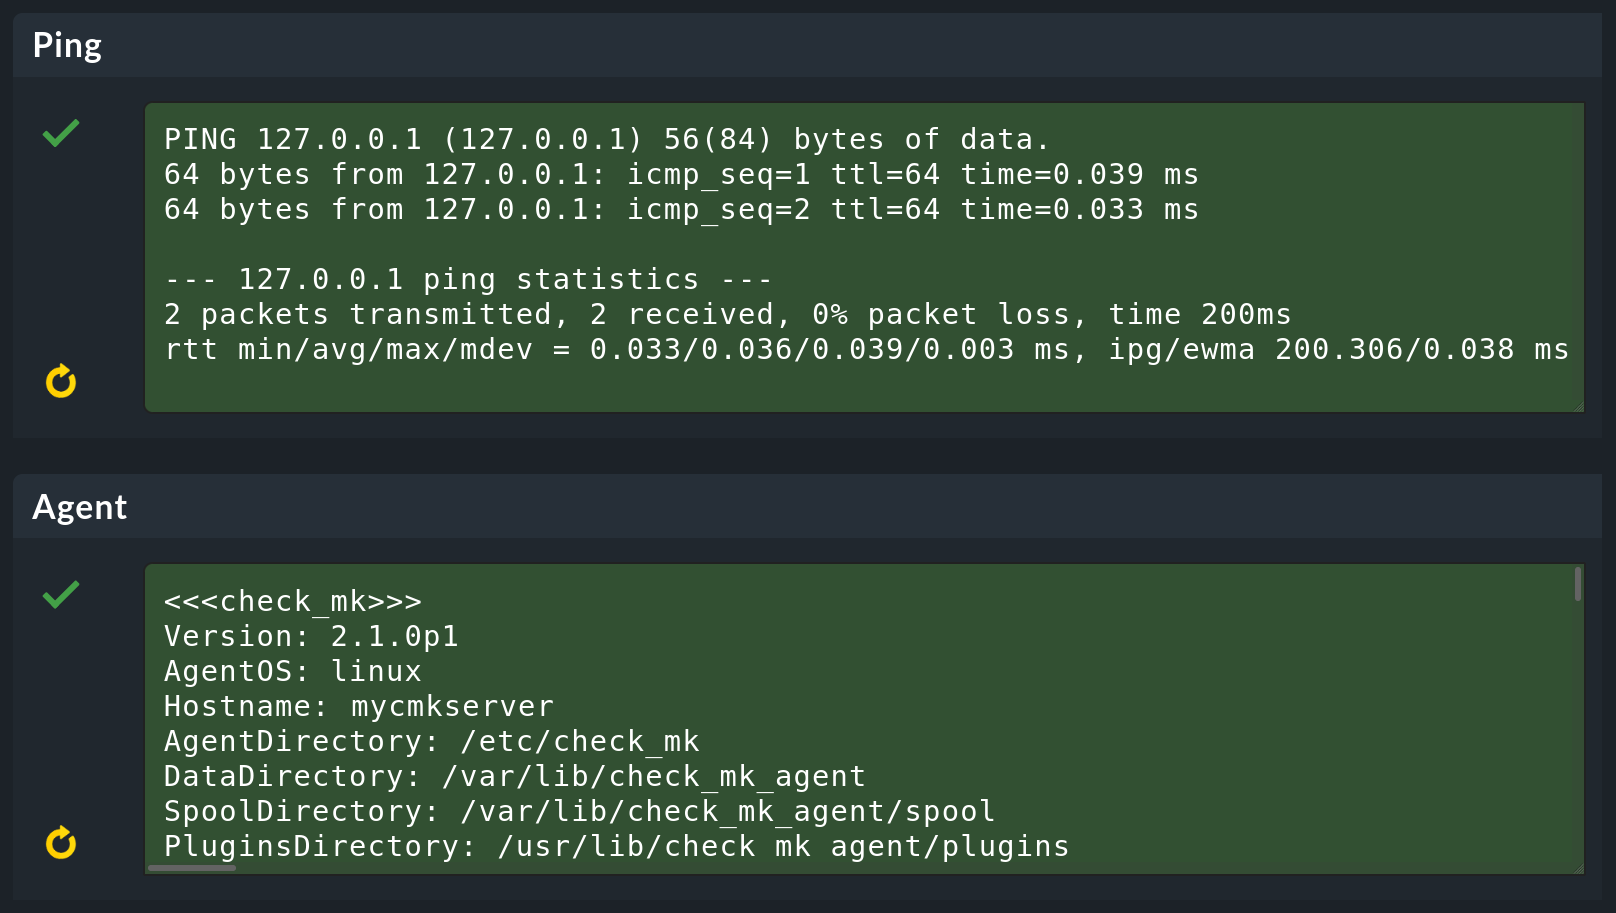 Ping
PING 127.0.0.1 (127.0.0.1) 56(84) bytes of data.
64 bytes from 127.0.0.1: icmp_seq=1 ttl=64 time=0.039 ms
64 bytes from 127.0.0.1: icmp_seq=2 ttl=64 time=0.033 ms
--- 127.0.0.1 ping statistics ---
2 packets transmitted, 2 received, 0% packet loss, time 200ms
rtt min/avg/max/mdev = 0.033/0.036/0.039/0.003 ms, ipg/ewma 200.306/0.038 ms
Agent
<<<check_mk>>>
Version: 2.1.0p1
AgentOS: linux
Hostname: mycmkserver
AgentDirectory: /etc/check_mk
DataDirectory: /var/lib/check_mk_agent
SpoolDirectory: /var/lib/check_mk_agent/spool
PluginsDirectory: /usr/lib/check_mk_agent/plugins